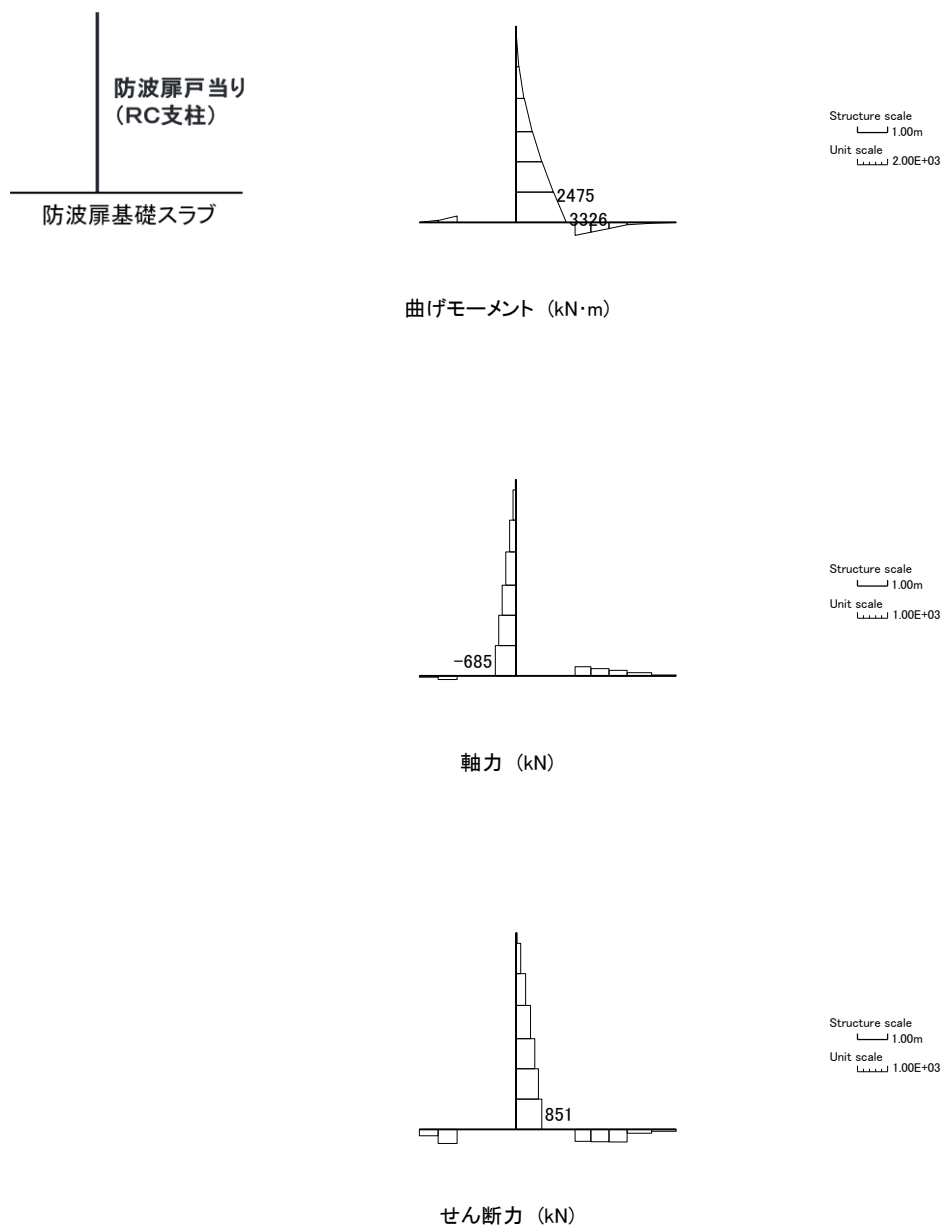 防波扉戸当り
（RC支柱）
防波扉基礎スラブ
Structure scale
1.00m
Unit scale
2.00E+03
2475
3326
曲げモーメント (kN･m)
Structure scale
1.00m
Unit scale
1.00E+03
-685
軸力 (kN)
Structure scale
1.00m
Unit scale
1.00E+03
851
せん断力 (kN)